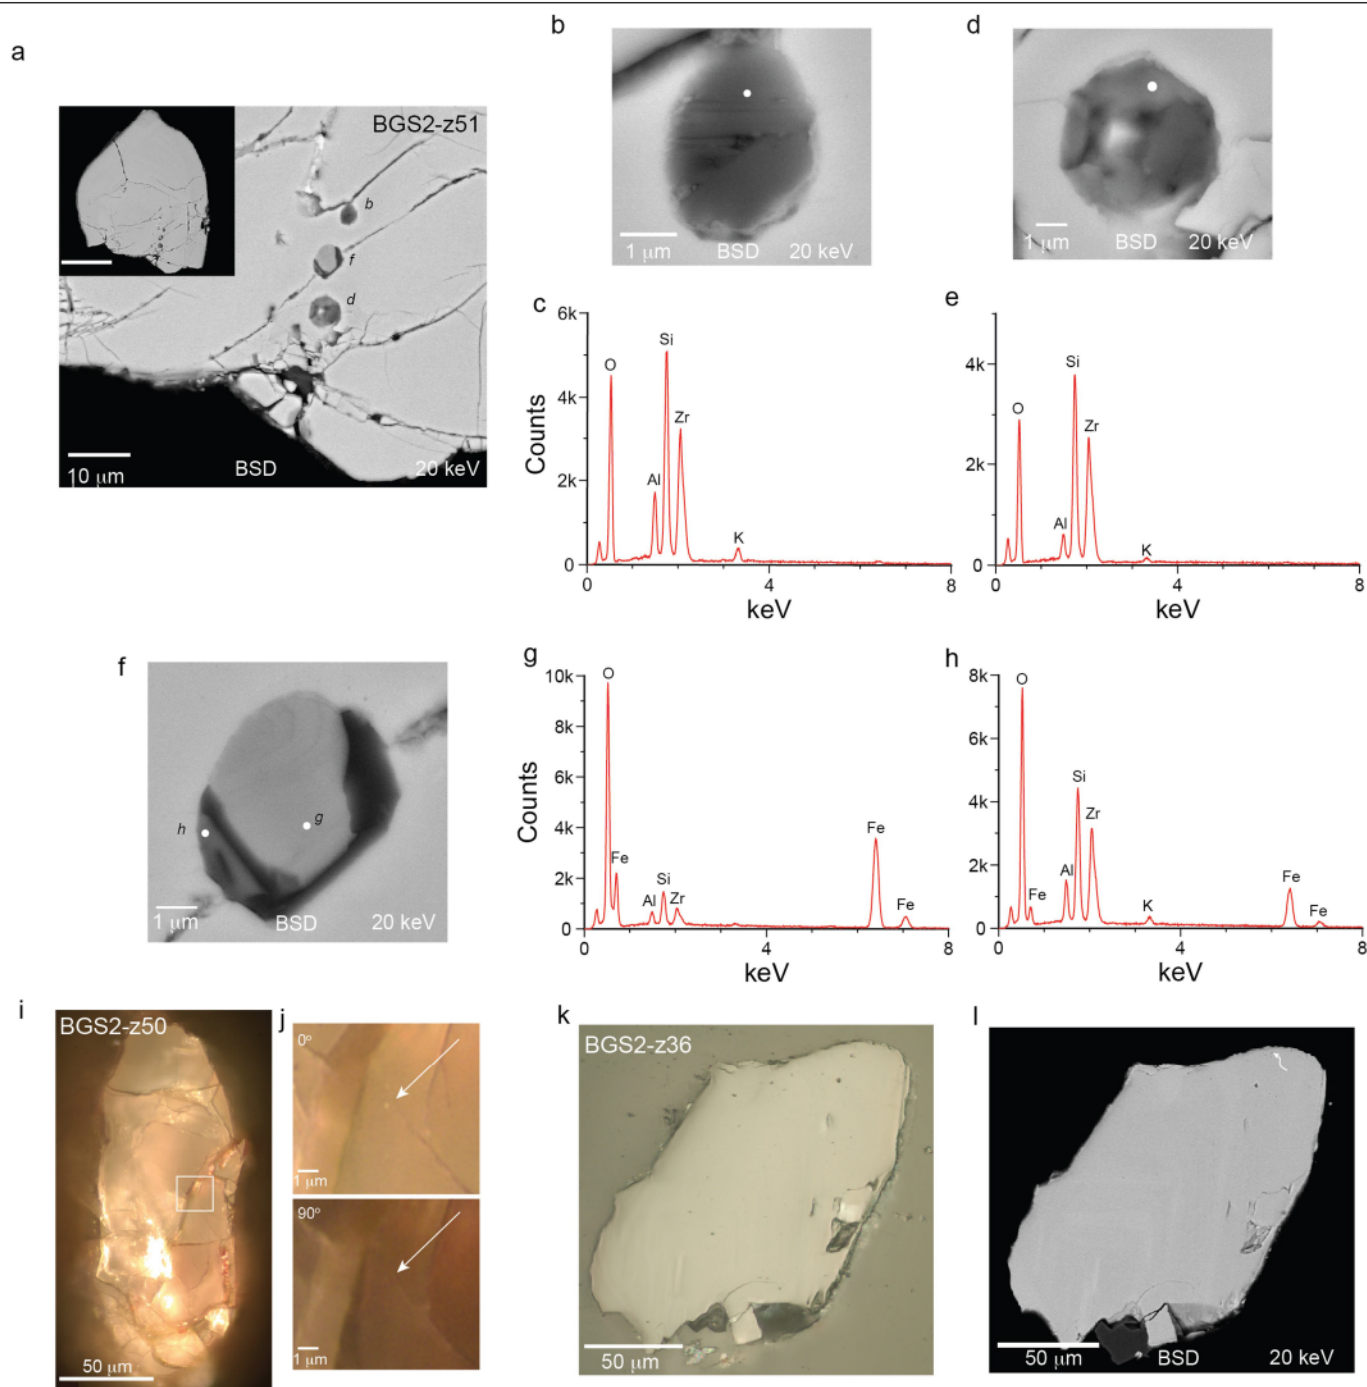 a
BGS2-z51
b
f
d
10 μm
BSD
20 keV
b
1 μm
BSD
20 keV
d
1 μm
BSD
20 keV
c
Counts
6k
4k
2k
0
O
Si
Al
Zr
K
0
4
8
keV
e
4k
2k
0
O
Si
Al
Zr
K
0
4
8
keV
f
h
g
1 μm
BSD
20 keV
g
Counts
10k
8k
6k
4k
2k
0
O
Fe
Al
Si
Zr
Fe
Fe
0
4
8
keV
h
8k
6k
4k
2k
0
O
Fe
Al
Si
Zr
K
Fe
Fe
0
4
8
keV
i
BGS2-z50
50 μm
j
0°
1 μm
90°
1 μm
k
BGS2-z36
50 μm
l
50 μm
BSD
20 keV